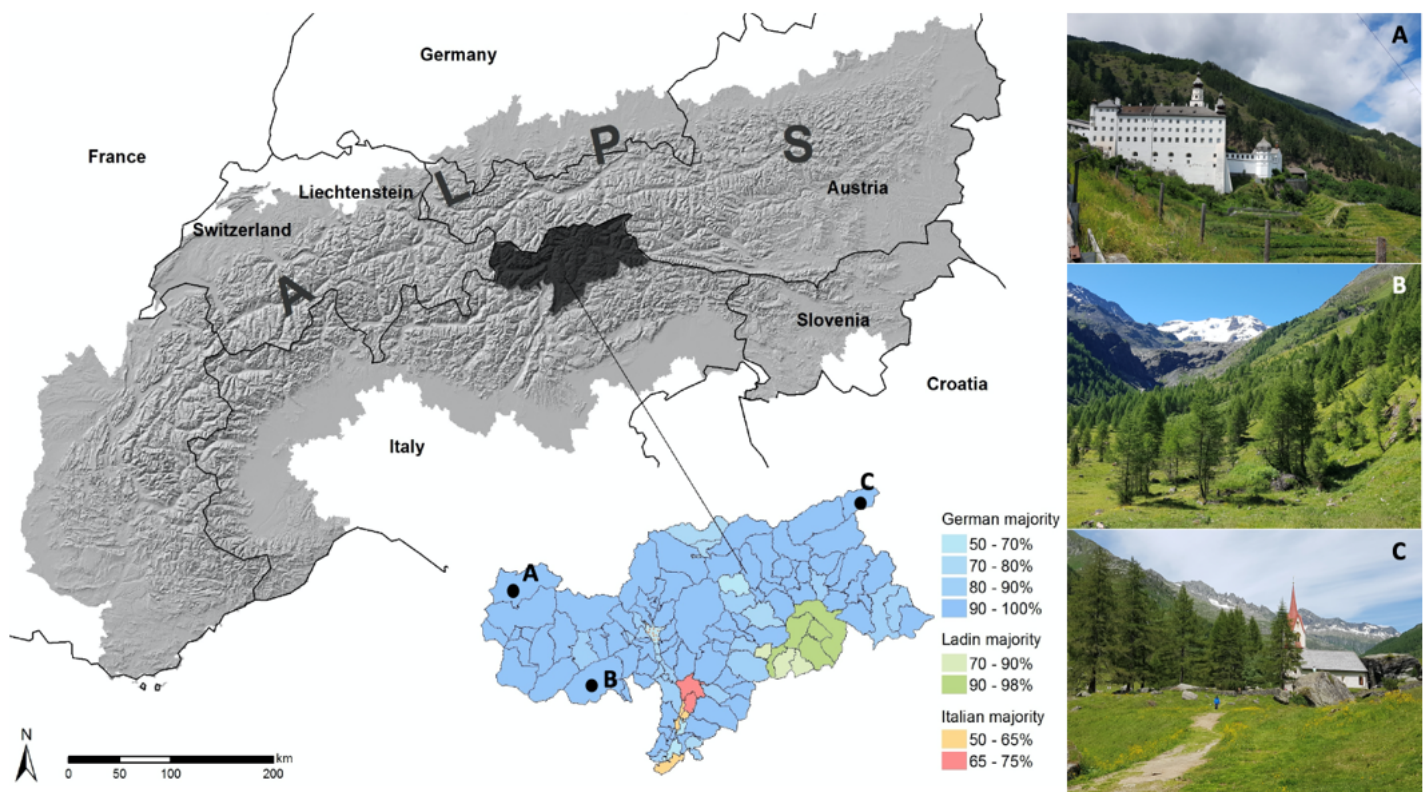 Germany
France
Liechtenstein
Switzerland
Austria
A L P S
Slovenia
Croatia
Italy
N
0 50 100 200 km
A
B
C
German majority
50 - 70%
70 - 80%
80 - 90%
90 - 100%
Ladin majority
70 - 90%
90 - 98%
Italian majority
50 - 65%
65 - 75%
A
B
C